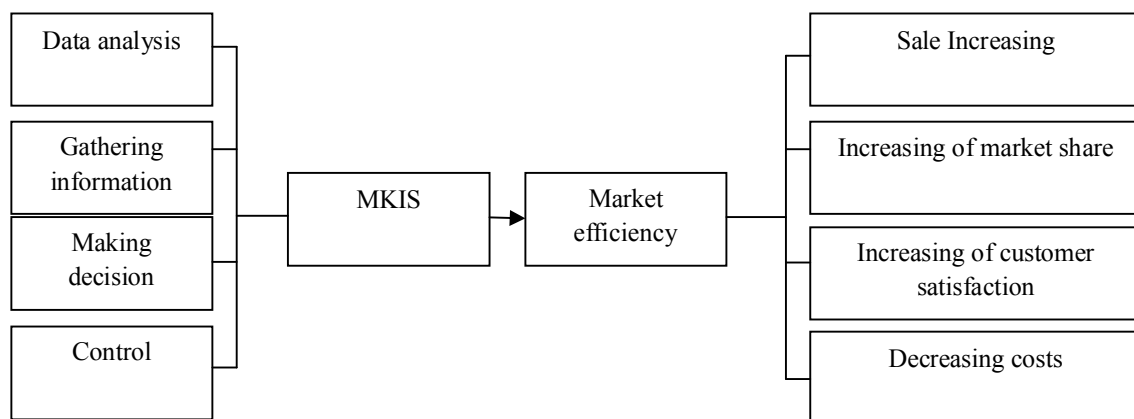 Data analysis
Gathering
information
Making
decision
Control
MKIS
Market
efficiency
Sale Increasing
Increasing of market share
Increasing of customer
satisfaction
Decreasing costs